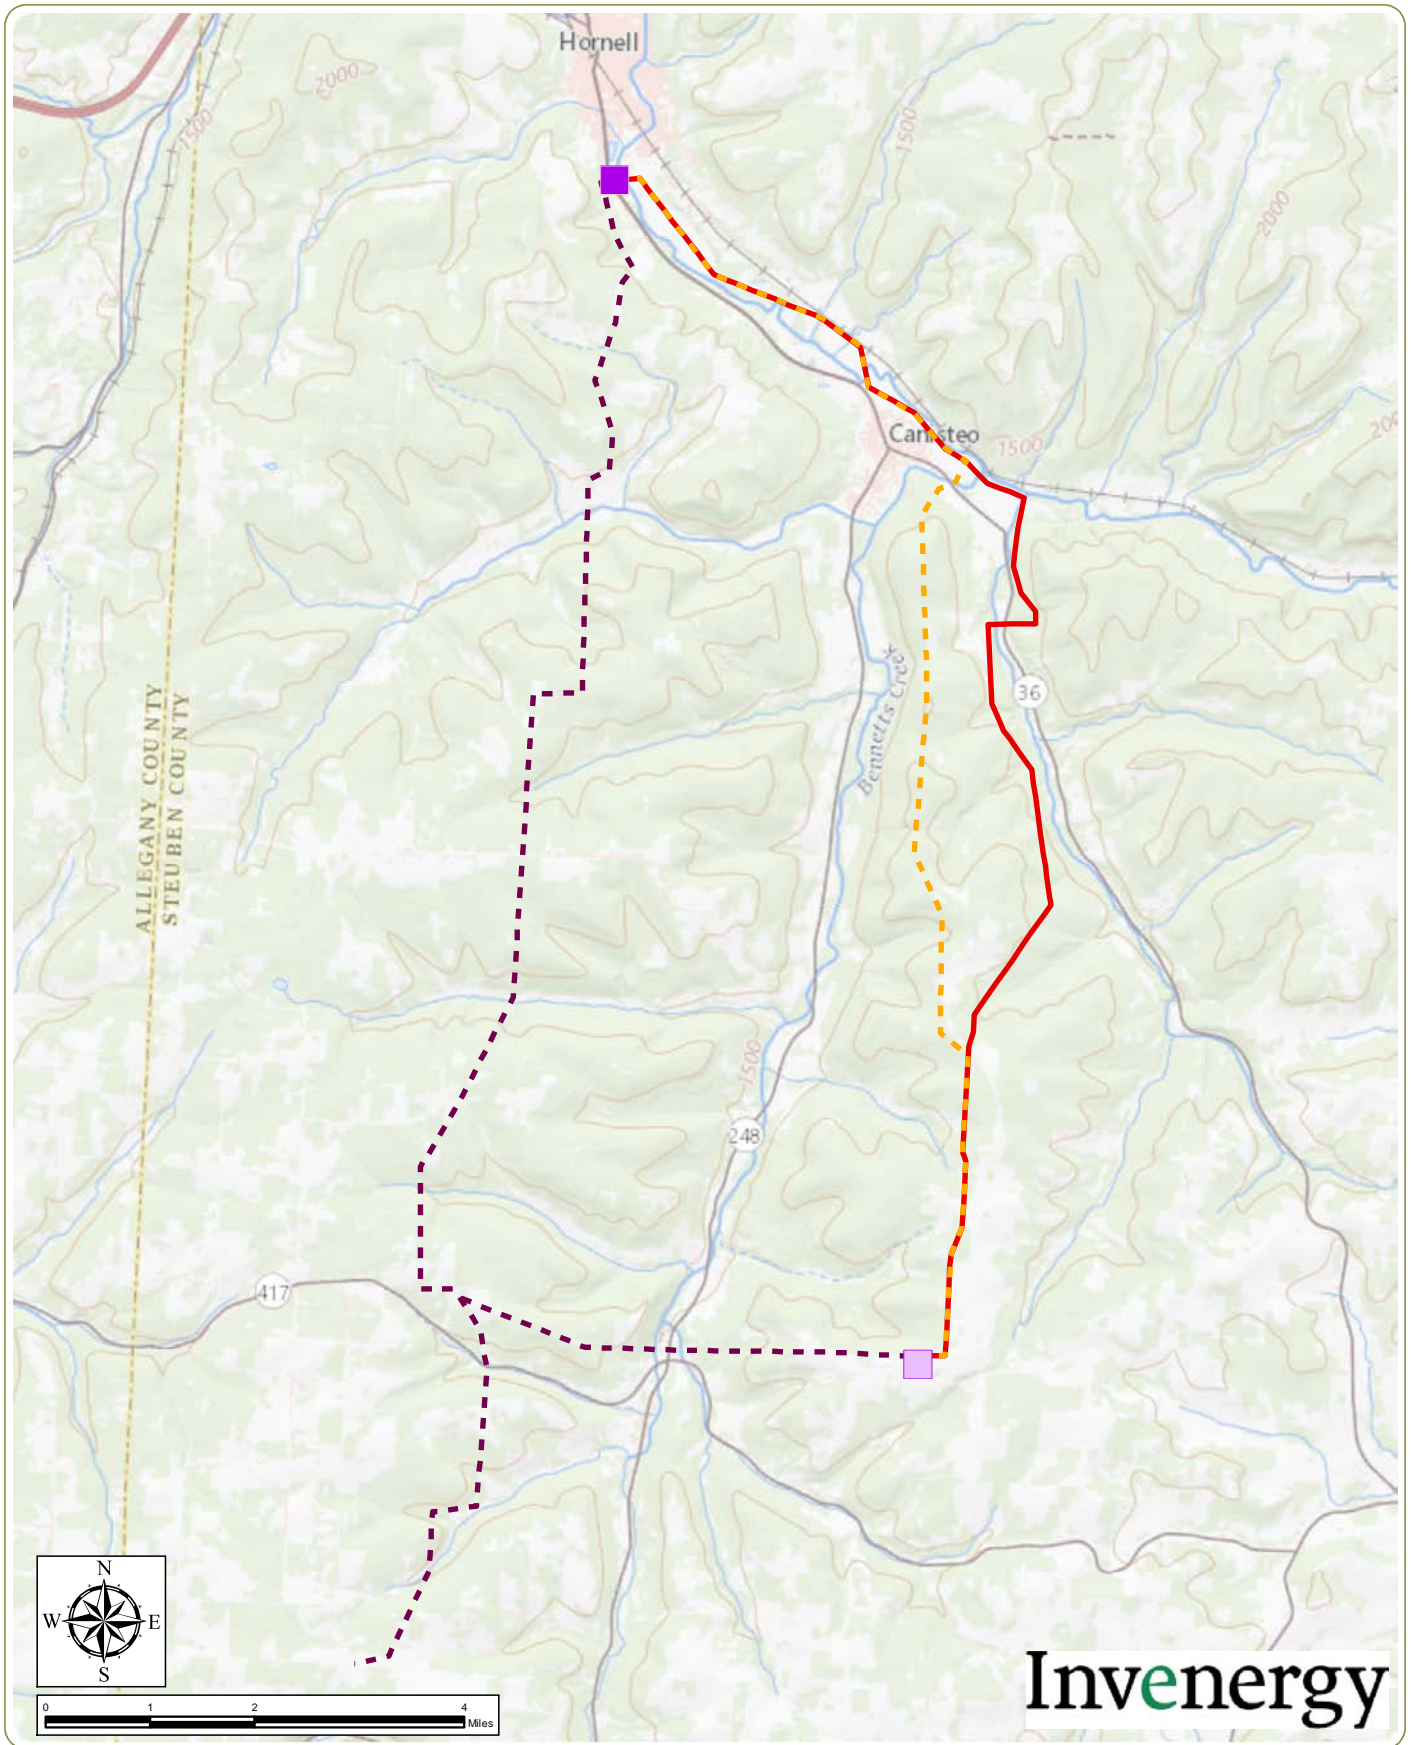 Hornell
2000
1500
1500
2000
Canisteo
1500
200
36
Bennetts Creek
ALLEGANY COUNTY
STEUBEN COUNTY
1500
248
417
N
W E
S
0 1 2 4
Miles
Invenergy